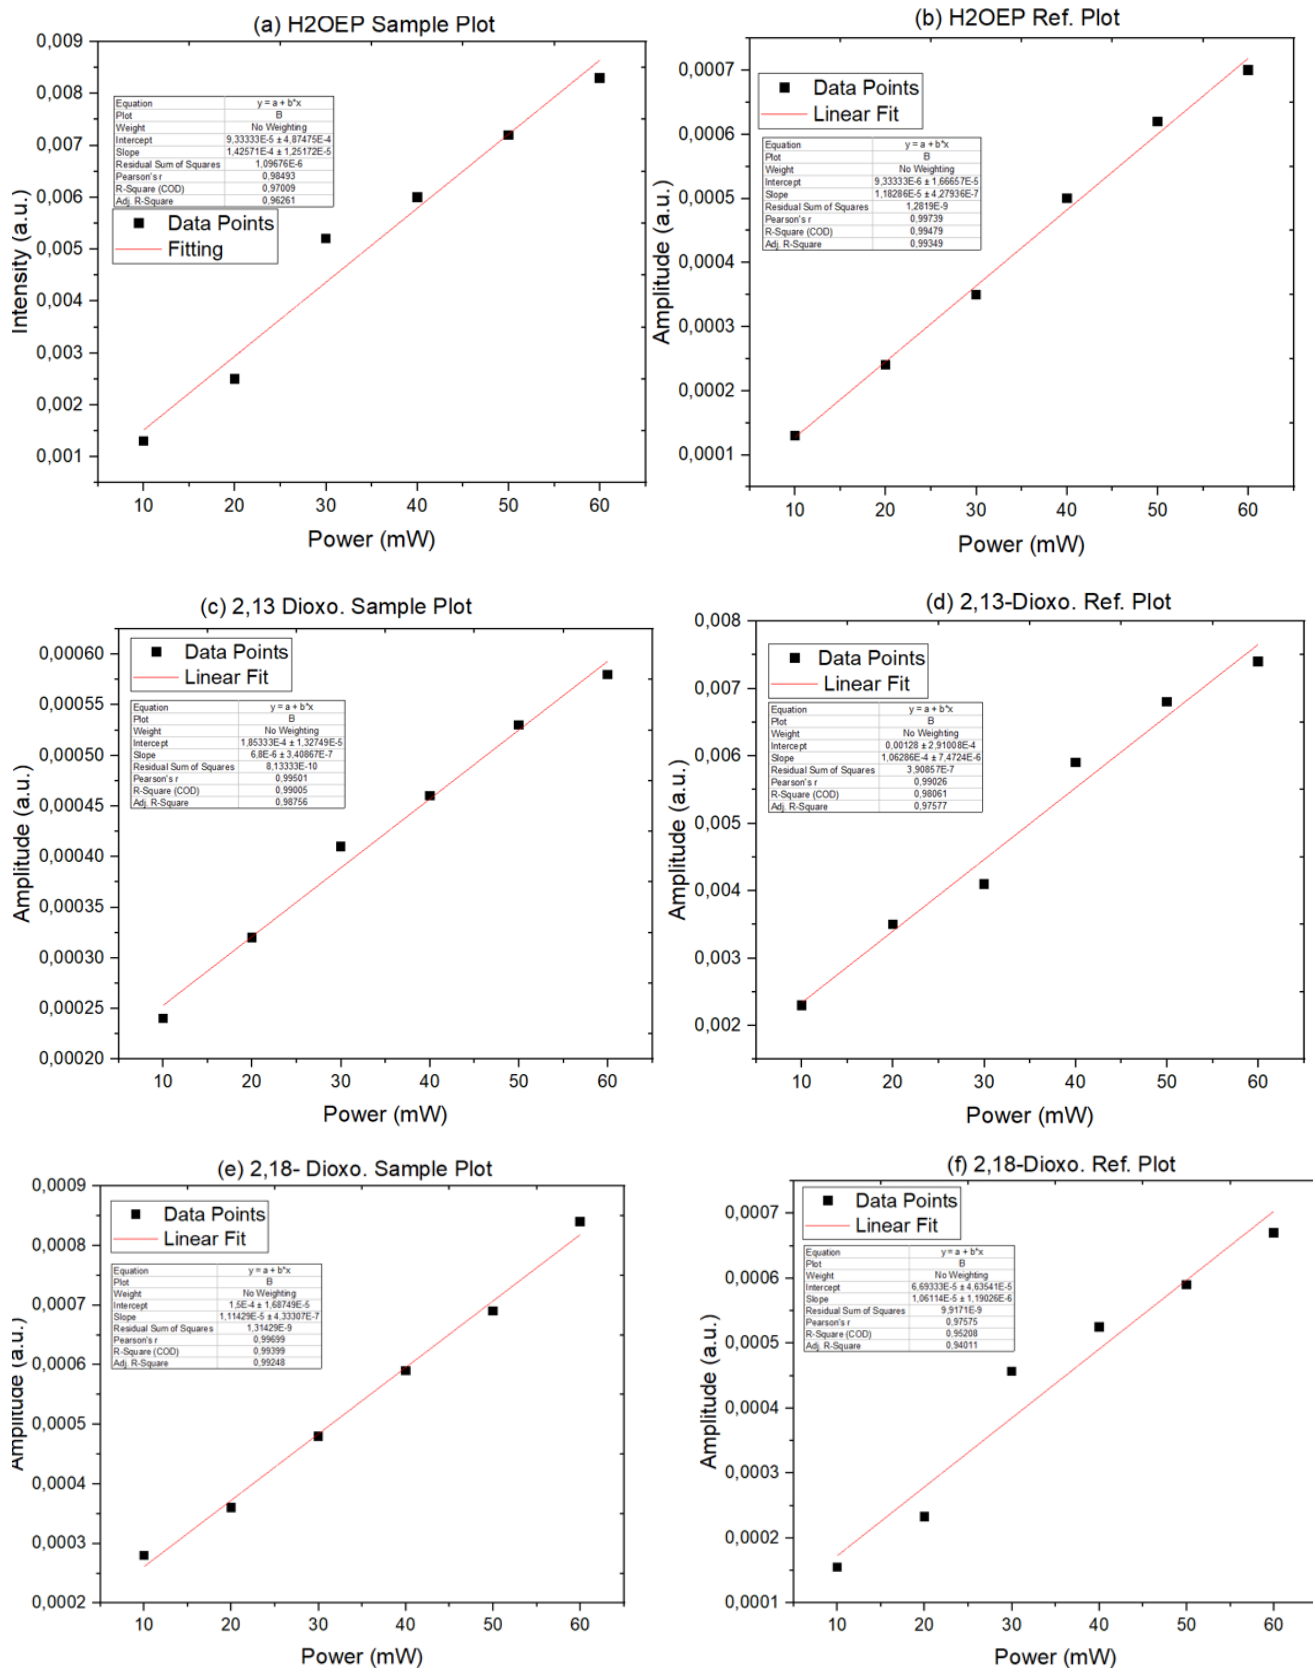 (a) H2OEP Sample Plot
0,009
0,008
0,007
0,006
0,005
0,004
0,003
0,002
0,001
Intensity (a.u.)
Equation y = a + b*x
Plot B
Weight No Weighting
Intercept 9,33333E-5 ± 4,87475E-4
Slope 1,42571E-4 ± 1,25172E-5
Residual Sum of Squares 1,09676E-6
Pearson's r 0,98493
R-Square (COD) 0,97009
Adj. R-Square 0,96261
Data Points
Fitting
10 20 30 40 50 60
Power (mW)
(b) H2OEP Ref. Plot
0,0007
0,0006
0,0005
0,0004
0,0003
0,0002
0,0001
Amplitude (a.u.)
Data Points
Linear Fit
Equation y = a + b*x
Plot B
Weight No Weighting
Intercept 9,33333E-6 ± 1,66657E-5
Slope 1,18286E-5 ± 4,27936E-7
Residual Sum of Squares 1,2819E-9
Pearson's r 0,99739
R-Square (COD) 0,99479
Adj. R-Square 0,99349
10 20 30 40 50 60
Power (mW)
(c) 2,13 Dioxo. Sample Plot
0,00060
0,00055
0,00050
0,00045
0,00040
0,00035
0,00030
0,00025
0,00020
Amplitude (a.u.)
Data Points
Linear Fit
Equation y = a + b*x
Plot B
Weight No Weighting
Intercept 1,85333E-4 ± 1,32749E-5
Slope 6,8E-6 ± 3,40867E-7
Residual Sum of Squares 8,13333E-10
Pearson's r 0,99501
R-Square (COD) 0,99005
Adj. R-Square 0,98756
10 20 30 40 50 60
Power (mW)
(d) 2,13-Dioxo. Ref. Plot
0,008
0,007
0,006
0,005
0,004
0,003
0,002
Amplitude (a.u.)
Data Points
Linear Fit
Equation y = a + b*x
Plot B
Weight No Weighting
Intercept 0,00128 ± 2,91008E-4
Slope 1,06286E-4 ± 7,4724E-6
Residual Sum of Squares 3,90857E-7
Pearson's r 0,99026
R-Square (COD) 0,98061
Adj. R-Square 0,97577
10 20 30 40 50 60
Power (mW)
(e) 2,18- Dioxo. Sample Plot
0,0009
0,0008
0,0007
0,0006
0,0005
0,0004
0,0003
0,0002
Amplitude (a.u.)
Data Points
Linear Fit
Equation y = a + b*x
Plot B
Weight No Weighting
Intercept 1,5E-4 ± 1,68749E-5
Slope 1,11429E-5 ± 4,33307E-7
Residual Sum of Squares 1,31429E-9
Pearson's r 0,99699
R-Square (COD) 0,99399
Adj. R-Square 0,99248
10 20 30 40 50 60
Power (mW)
(f) 2,18-Dioxo. Ref. Plot
0,0007
0,0006
0,0005
0,0004
0,0003
0,0002
0,0001
Amplitude (a.u.)
Data Points
Linear Fit
Equation y = a + b*x
Plot B
Weight No Weighting
Intercept 6,69333E-5 ± 4,63541E-5
Slope 1,06114E-5 ± 1,19026E-6
Residual Sum of Squares 9,9171E-9
Pearson's r 0,97575
R-Square (COD) 0,95208
Adj. R-Square 0,94011
10 20 30 40 50 60
Power (mW)